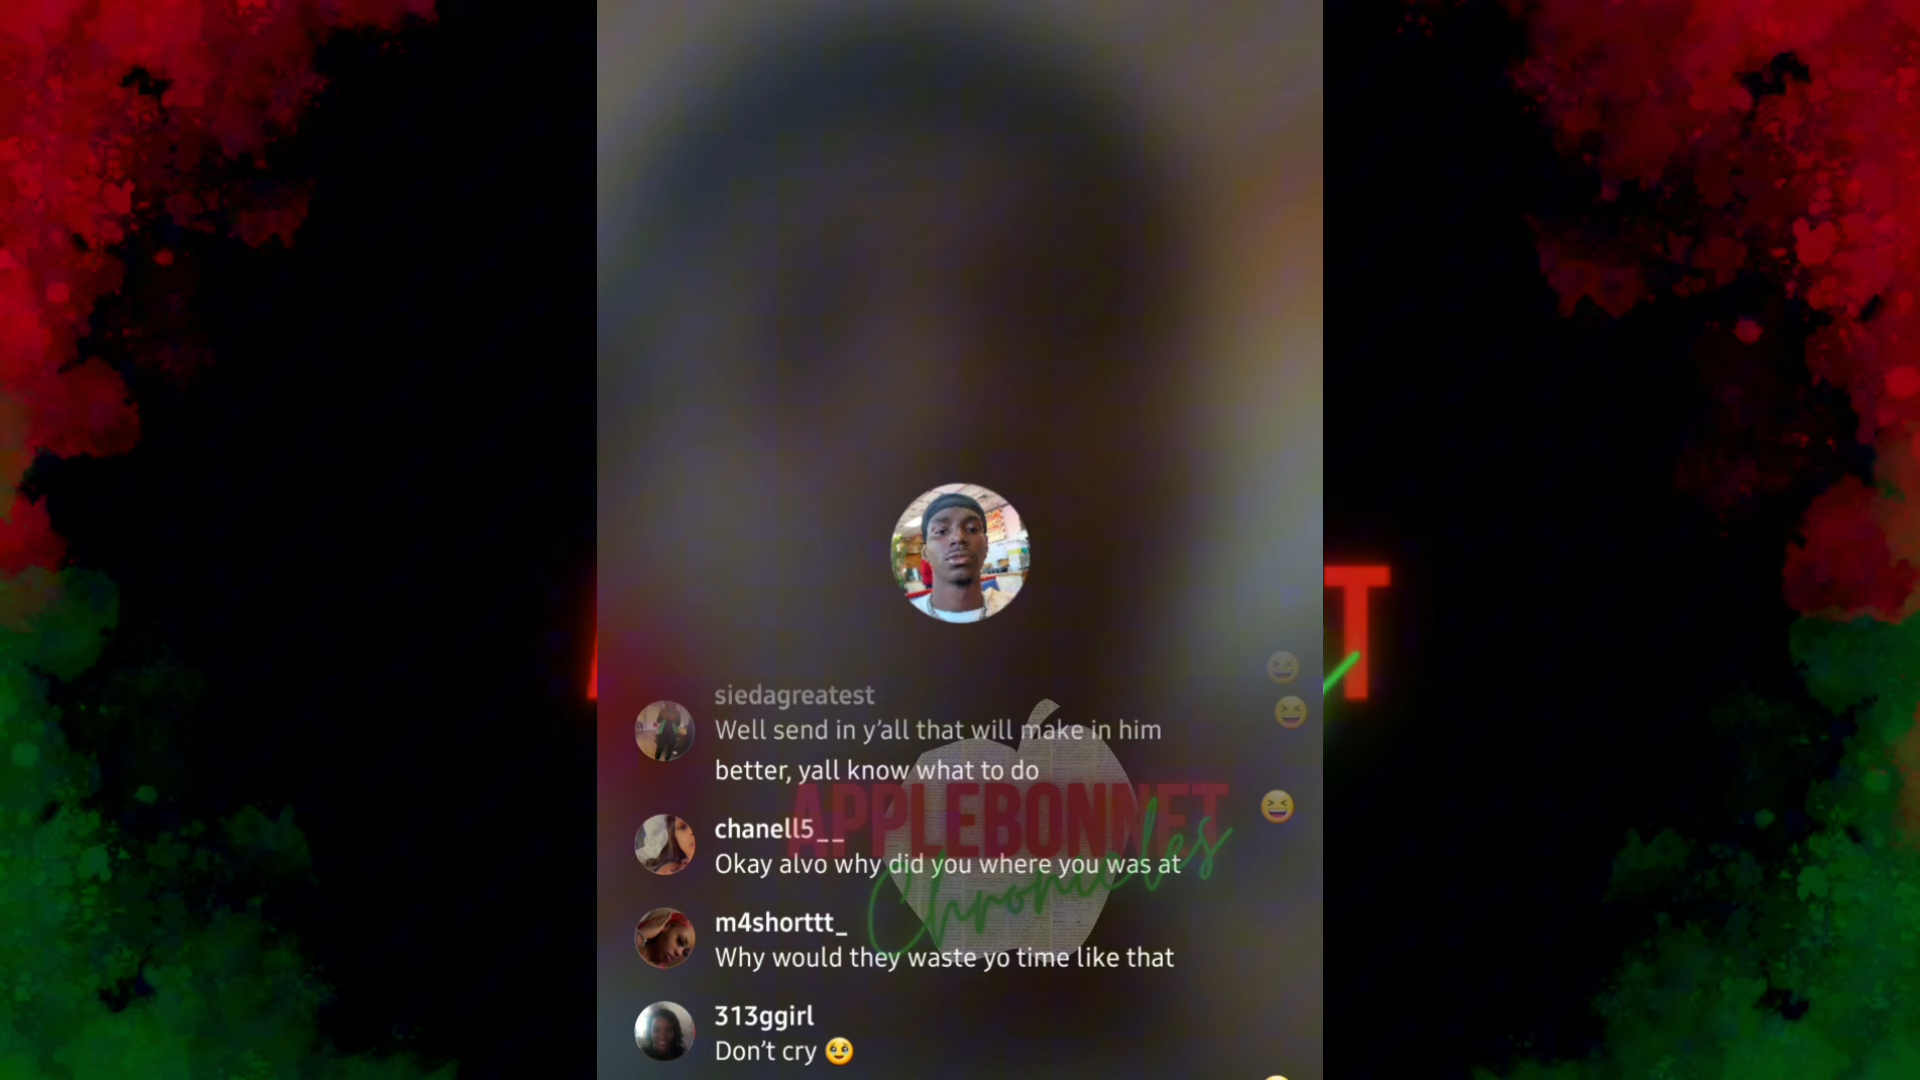 siedagreatest
Well send in y’all that will make in him
better, yall know what to do
APPLEBONNET
Chronicles
chanell5__
Okay alvo why did you where you was at
m4shorttt_
Why would they waste yo time like that
313ggirl
Don’t cry 🥹
T